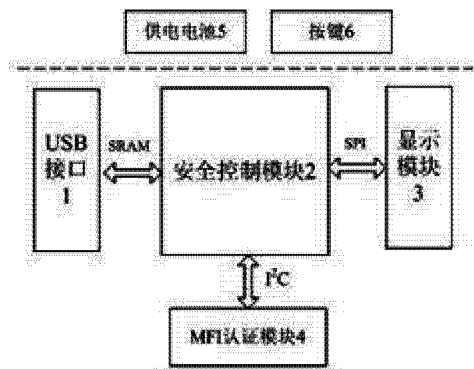 供电电池5
按键6
USB
接口
1
SRAM
安全控制模块2
SPI
显示
模块
3
I²C
MFI认证模块4